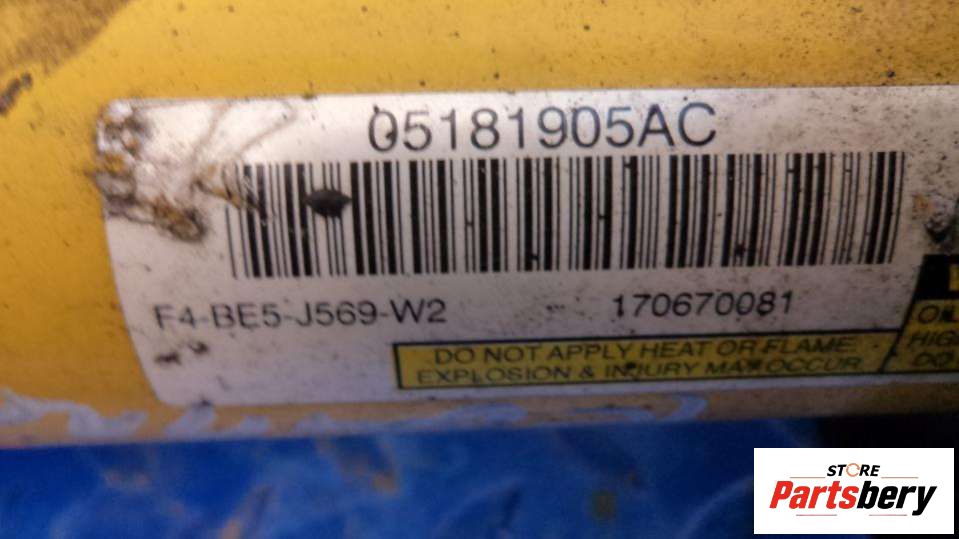 05181905AC
F4-BE5-J569-W2 170670081
DO NOT APPLY HEAT OR FLAME
EXPLOSION & INJURY MAY OCCUR
STORE
Partsbery